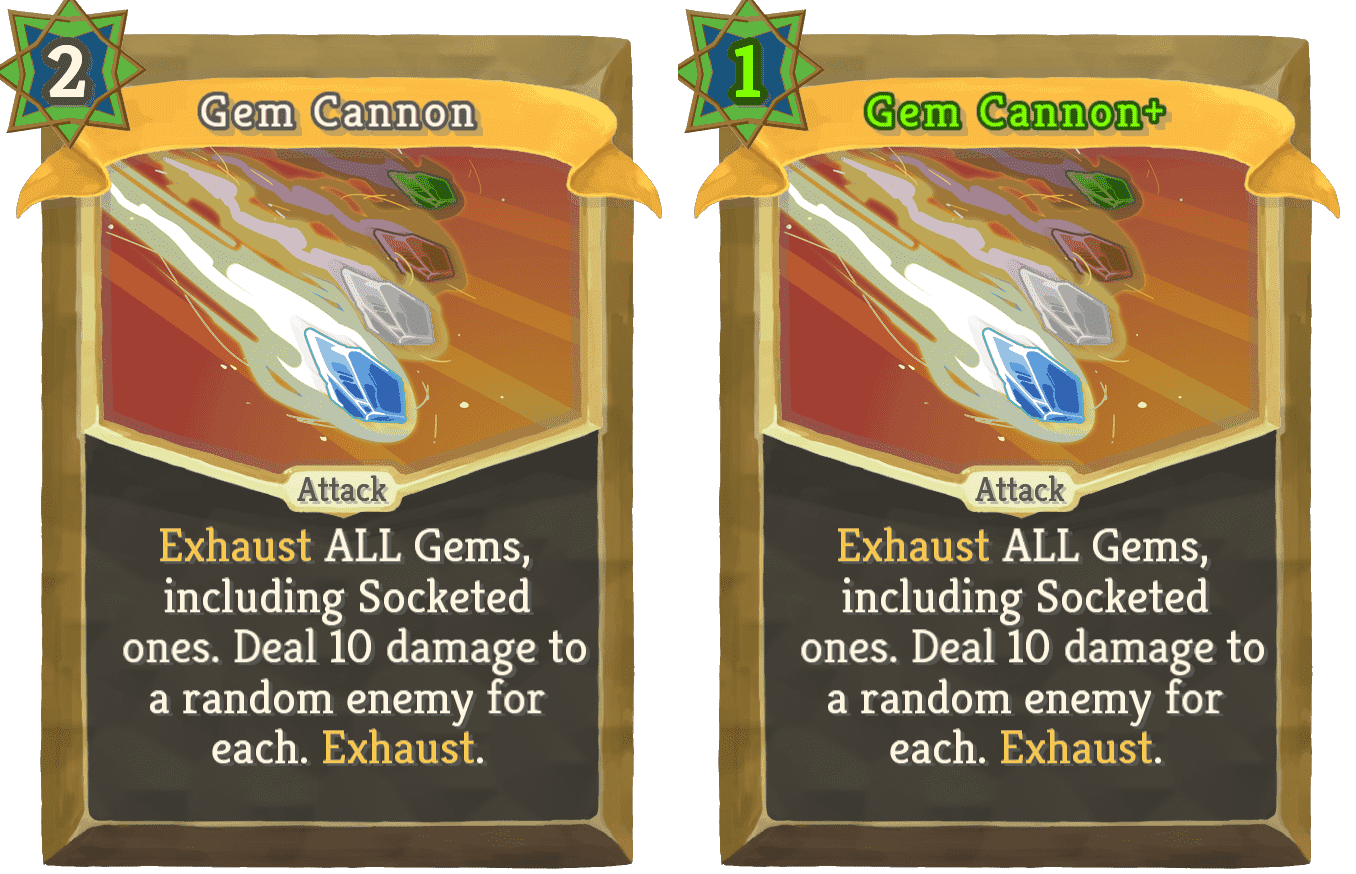 2
Gem Cannon
Attack
Exhaust ALL Gems,
including Socketed
ones. Deal 10 damage to
a random enemy for
each. Exhaust.
1
Gem Cannon+
Attack
Exhaust ALL Gems,
including Socketed
ones. Deal 10 damage to
a random enemy for
each. Exhaust.